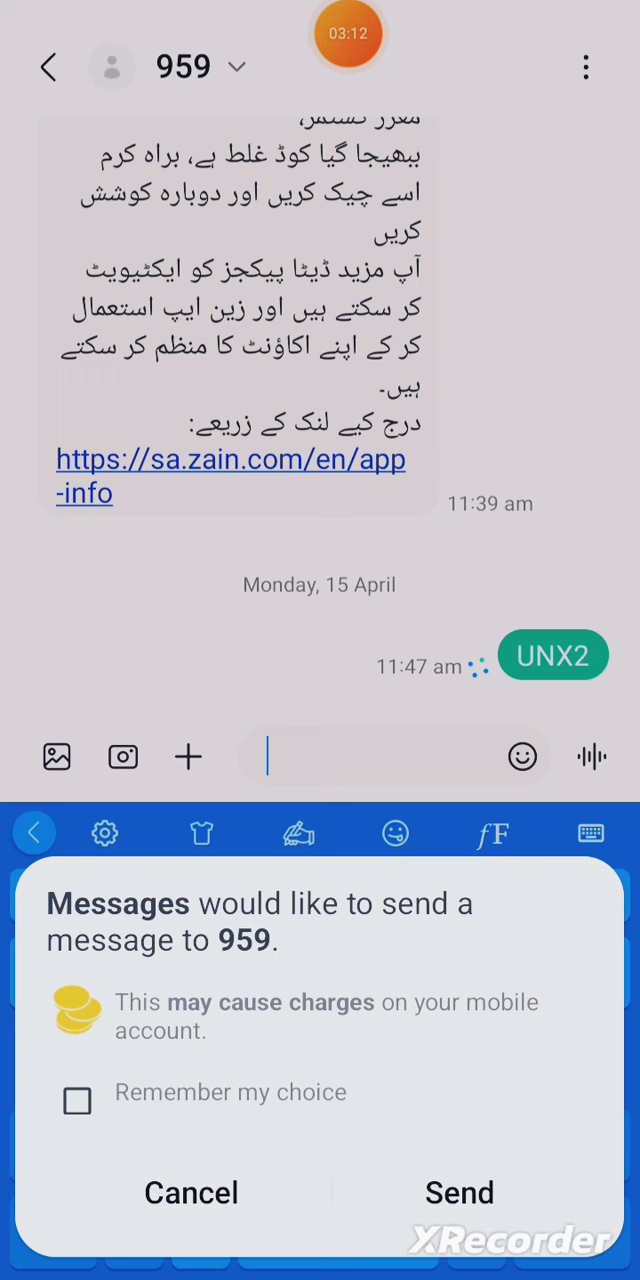 03:12
959
معزز کسٹمر،
بھیجا گیا کوڈ غلط ہے، براہ کرم
اسے چیک کریں اور دوبارہ کوشش
کریں
آپ مزید ڈیٹا پیکجز کو ایکٹیویٹ
کر سکتے ہیں اور زین ایپ استعمال
کر کے اپنے اکاؤنٹ کا منظم کر سکتے
ہیں۔
درج کیے لنک کے زریعے:
https://sa.zain.com/en/app
-info
11:39 am
Monday, 15 April
11:47 am
UNX2
fF
Messages would like to send a
message to 959.
This may cause charges on your mobile
account.
Remember my choice
Cancel
Send
XRecorder